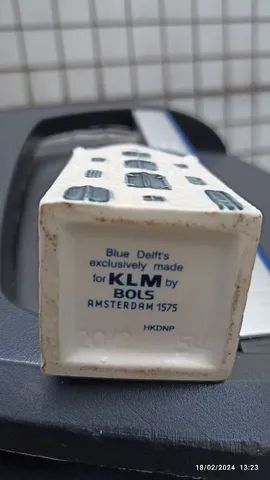 Blue Delft's
exclusively made
for KLM by
BOLS
AMSTERDAM 1575
HKDNP
18/02/2024 13:23